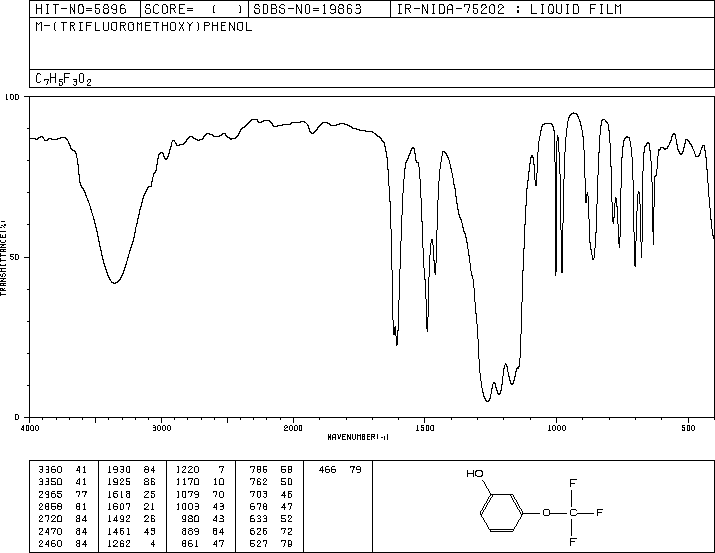 HIT-NO=5896 SCORE= ( ) SDBS-NO=19863 IR-NIDA-75202 : LIQUID FILM
M-(TRIFLUOROMETHOXY)PHENOL
C7H5F3O2
100
50
0
TRANSMITTANCE(%)
4000 3000 2000 1500 1000 500
WAVENUMBER(-1)
3360 41 1930 84 1220 7 786 58 466 79
3350 41 1925 86 1170 10 762 50
2965 77 1618 25 1079 70 703 46
2868 81 1607 21 1003 43 678 47
2720 84 1492 26 980 43 633 52
2470 84 1461 43 889 64 626 72
2460 84 1262 4 861 47 527 79
HO
F
O C F
F